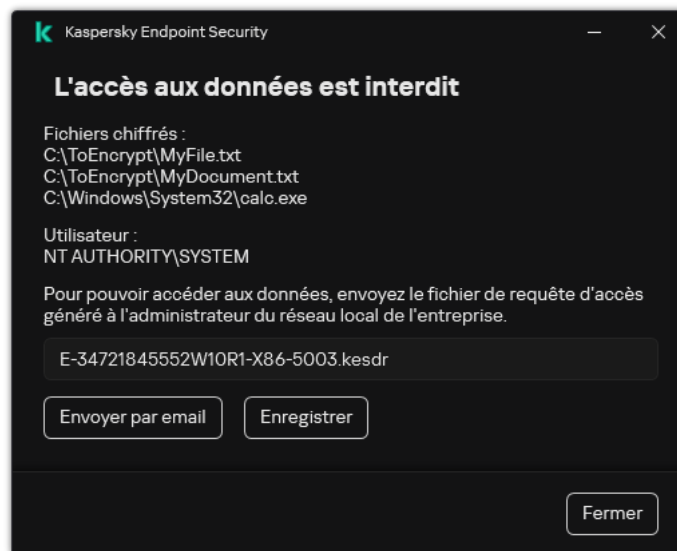 Kaspersky Endpoint Security
L'accès aux données est interdit
Fichiers chiffrés :
C:\ToEncrypt\MyFile.txt
C:\ToEncrypt\MyDocument.txt
C:\Windows\System32\calc.exe
Utilisateur :
NT AUTHORITY\SYSTEM
Pour pouvoir accéder aux données, envoyez le fichier de requête d'accès
généré à l'administrateur du réseau local de l'entreprise.
E-34721845552W10R1-X86-5003.kesdr
Envoyer par email
Enregistrer
Fermer